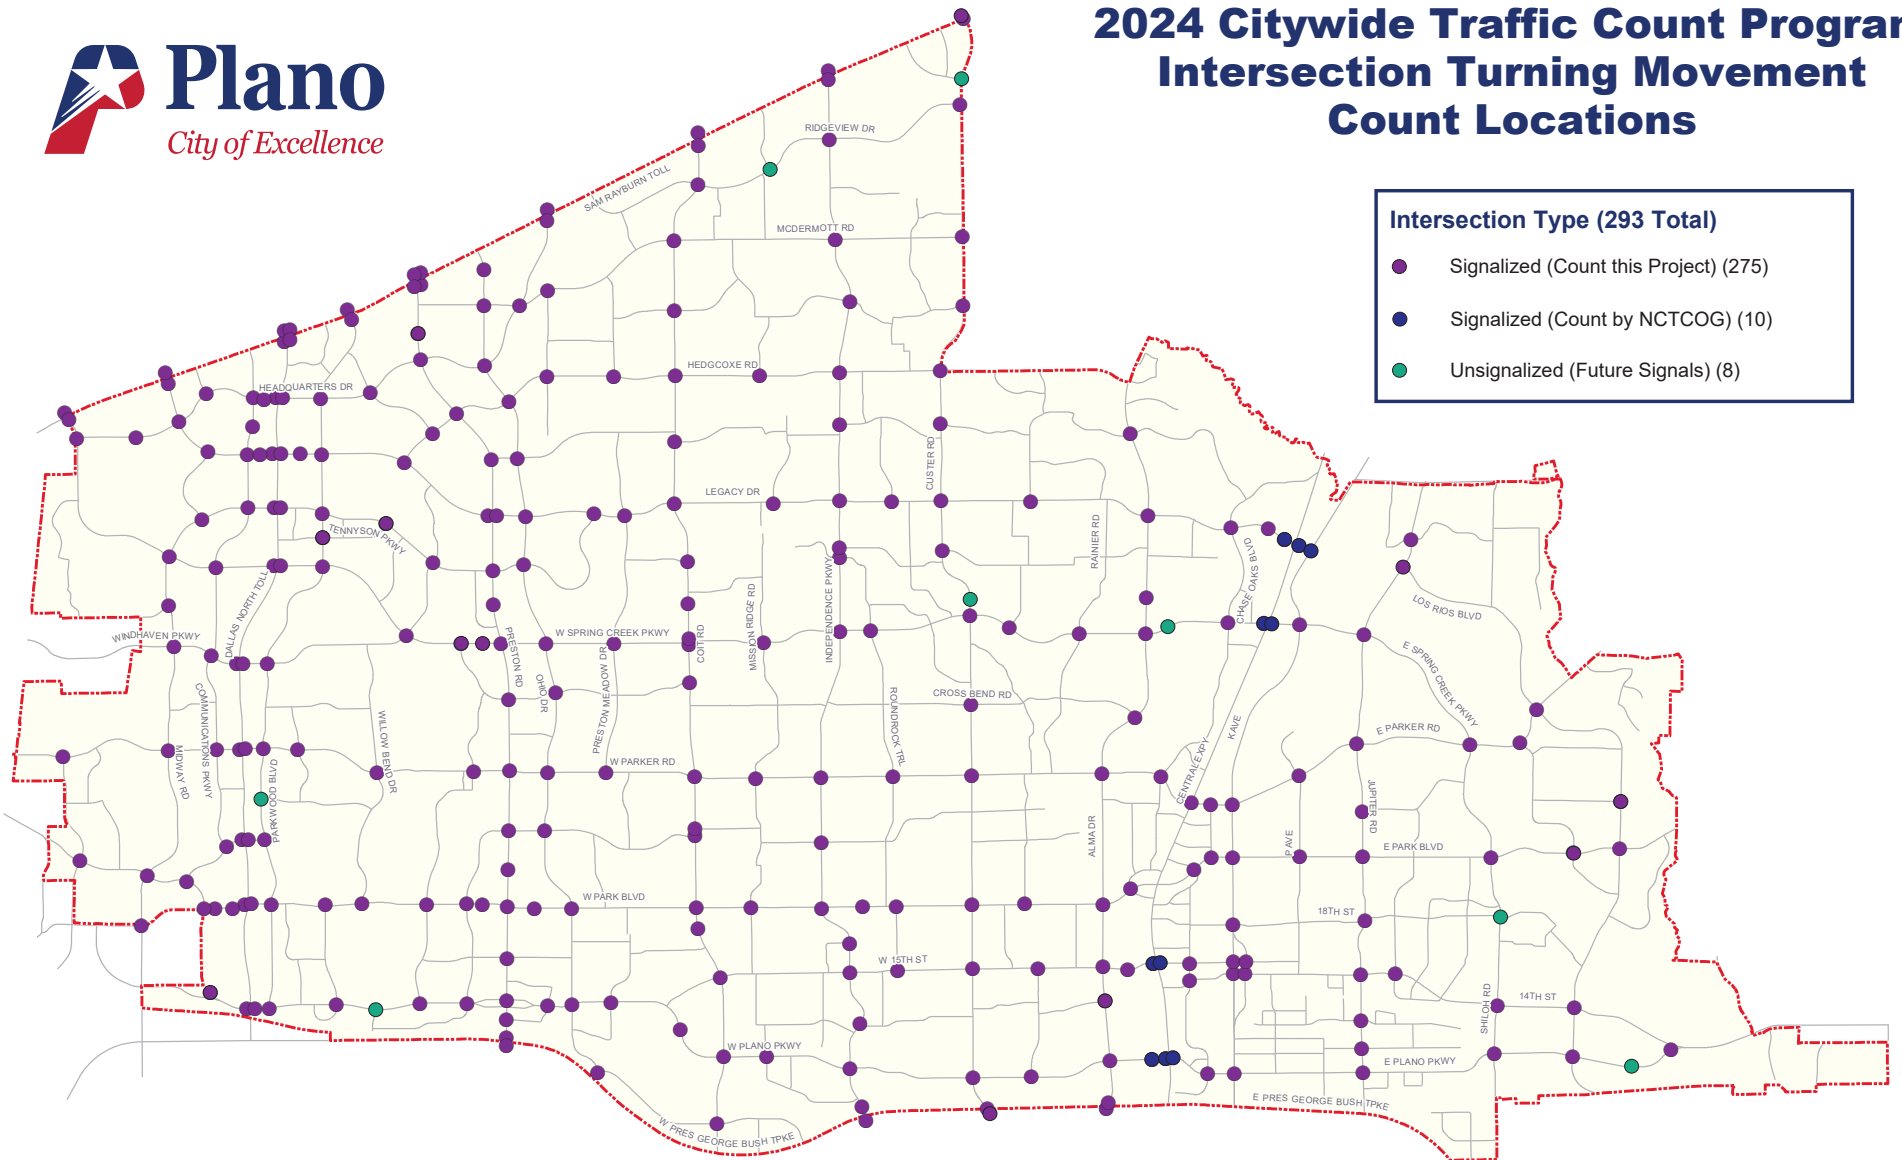 2024 Citywide Traffic Count Progra
Intersection Turning Movement
Count Locations
Plano
City of Excellence
Intersection Type (293 Total)
Signalized (Count this Project) (275)
Signalized (Count by NCTCOG) (10)
Unsignalized (Future Signals) (8)
RIDGEVIEW DR
SAM RAYBURN TOLL
MCDERMOTT RD
HEDGCOXE RD
HEADQUARTERS DR
CUSTER RD
LEGACY DR
TENNYSON PKWY
RAINIER RD
CHASE OAKS BLVD
DALLAS NORTH TOLL
MISSION RIDGE RD
INDEPENDENCE PKWY
LOS RIOS BLVD
WINDHAVEN PKWY
W SPRING CREEK PKWY
PRESTON RD
COIT RD
E SPRING CREEK PKWY
OHIO DR
PRESTON MEADOW DR
COMMUNICATIONS PKWY
CROSS BEND RD
ROUNDROCK TRL
WILLOW BEND DR
K AVE
E PARKER RD
MIDWAY RD
PARKWOOD BLVD
W PARKER RD
CENTRAL EXPY
JUPITER RD
ALMA DR
P AVE
E PARK BLVD
W PARK BLVD
18TH ST
W 15TH ST
SHILOH RD
14TH ST
W PLANO PKWY
E PLANO PKWY
E PRES GEORGE BUSH TPKE
W PRES GEORGE BUSH TPKE